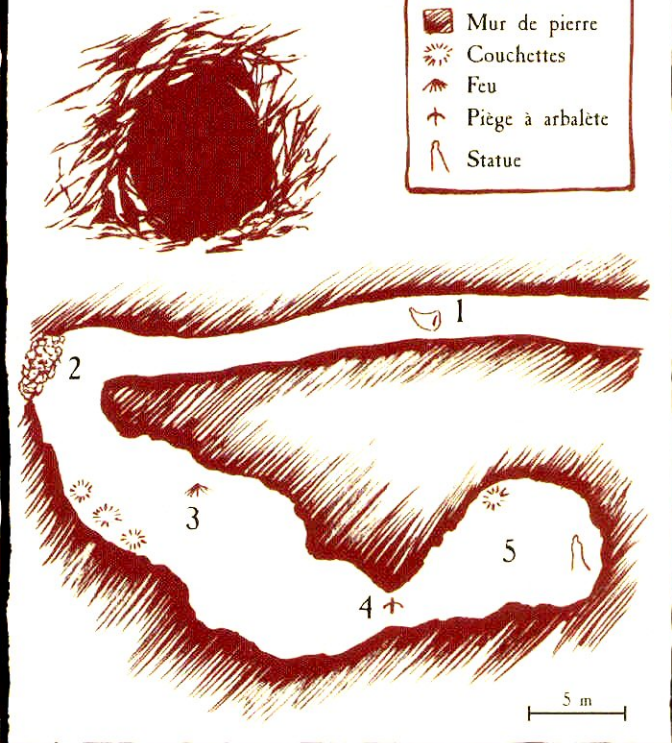 Mur de pierre
Couchettes
Feu
Piège à arbalète
Statue
1
2
3
4
5
5 m